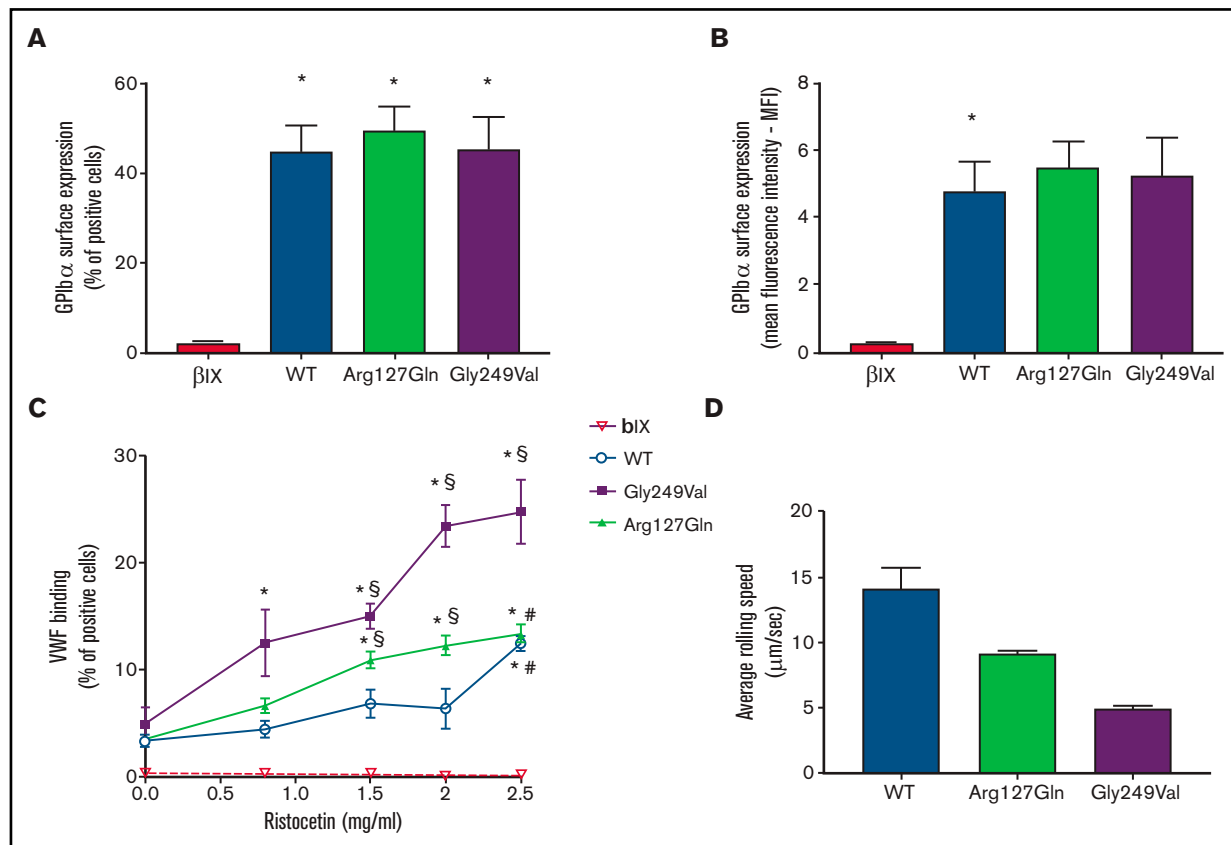 A
GPIbα surface expression
(% of positive cells)
60
40
20
0
*
*
*
βIX
WT
Arg127Gln
Gly249Val
B
GPIbα surface expression
(mean fluorescence intensity - MFI)
8
6
4
2
0
*
βIX
WT
Arg127Gln
Gly249Val
C
VWF binding
(% of positive cells)
30
20
10
0
*
* §
* §
* §
* §
* §
* #
* #
0.0
0.5
1.0
1.5
2
2.5
Ristocetin (mg/ml)
bIX
WT
Gly249Val
Arg127Gln
D
Average rolling speed
(μm/sec)
20
15
10
5
0
WT
Arg127Gln
Gly249Val